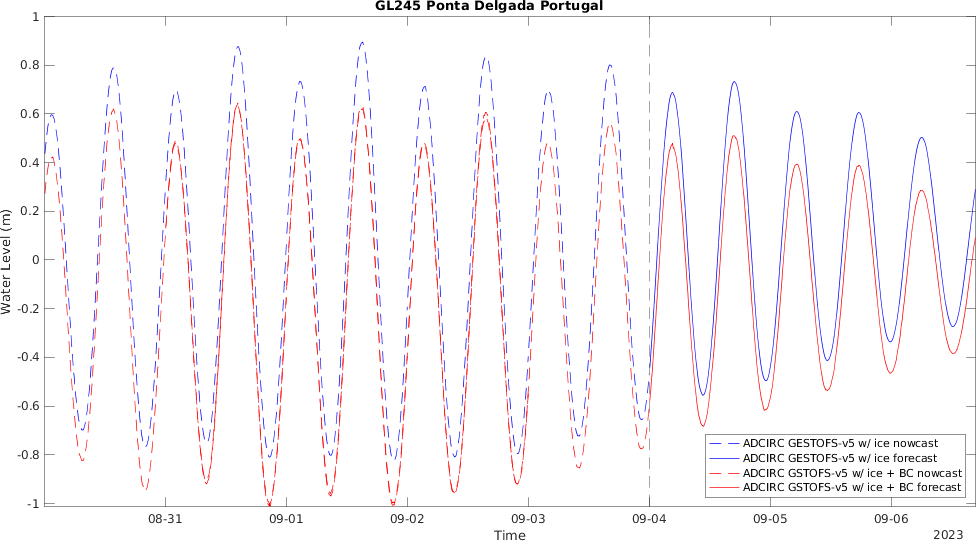 GL245 Ponta Delgada Portugal
1
0.8
0.6
0.4
0.2
0
-0.2
-0.4
-0.6
-0.8
-1
Water Level (m)
ADCIRC GESTOFS-v5 w/ ice nowcast
ADCIRC GESTOFS-v5 w/ ice forecast
ADCIRC GSTOFS-v5 w/ ice + BC nowcast
ADCIRC GSTOFS-v5 w/ ice + BC forecast
08-31 09-01 09-02 09-03 09-04 09-05 09-06
Time
2023